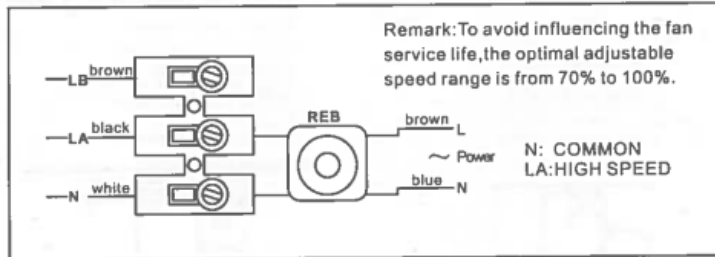 Remark:To avoid influencing the fan
service life,the optimal adjustable
speed range is from 70% to 100%.
LB brown
LA black
N white
REB
brown L
~ Power
blue N
N: COMMON
LA:HIGH SPEED